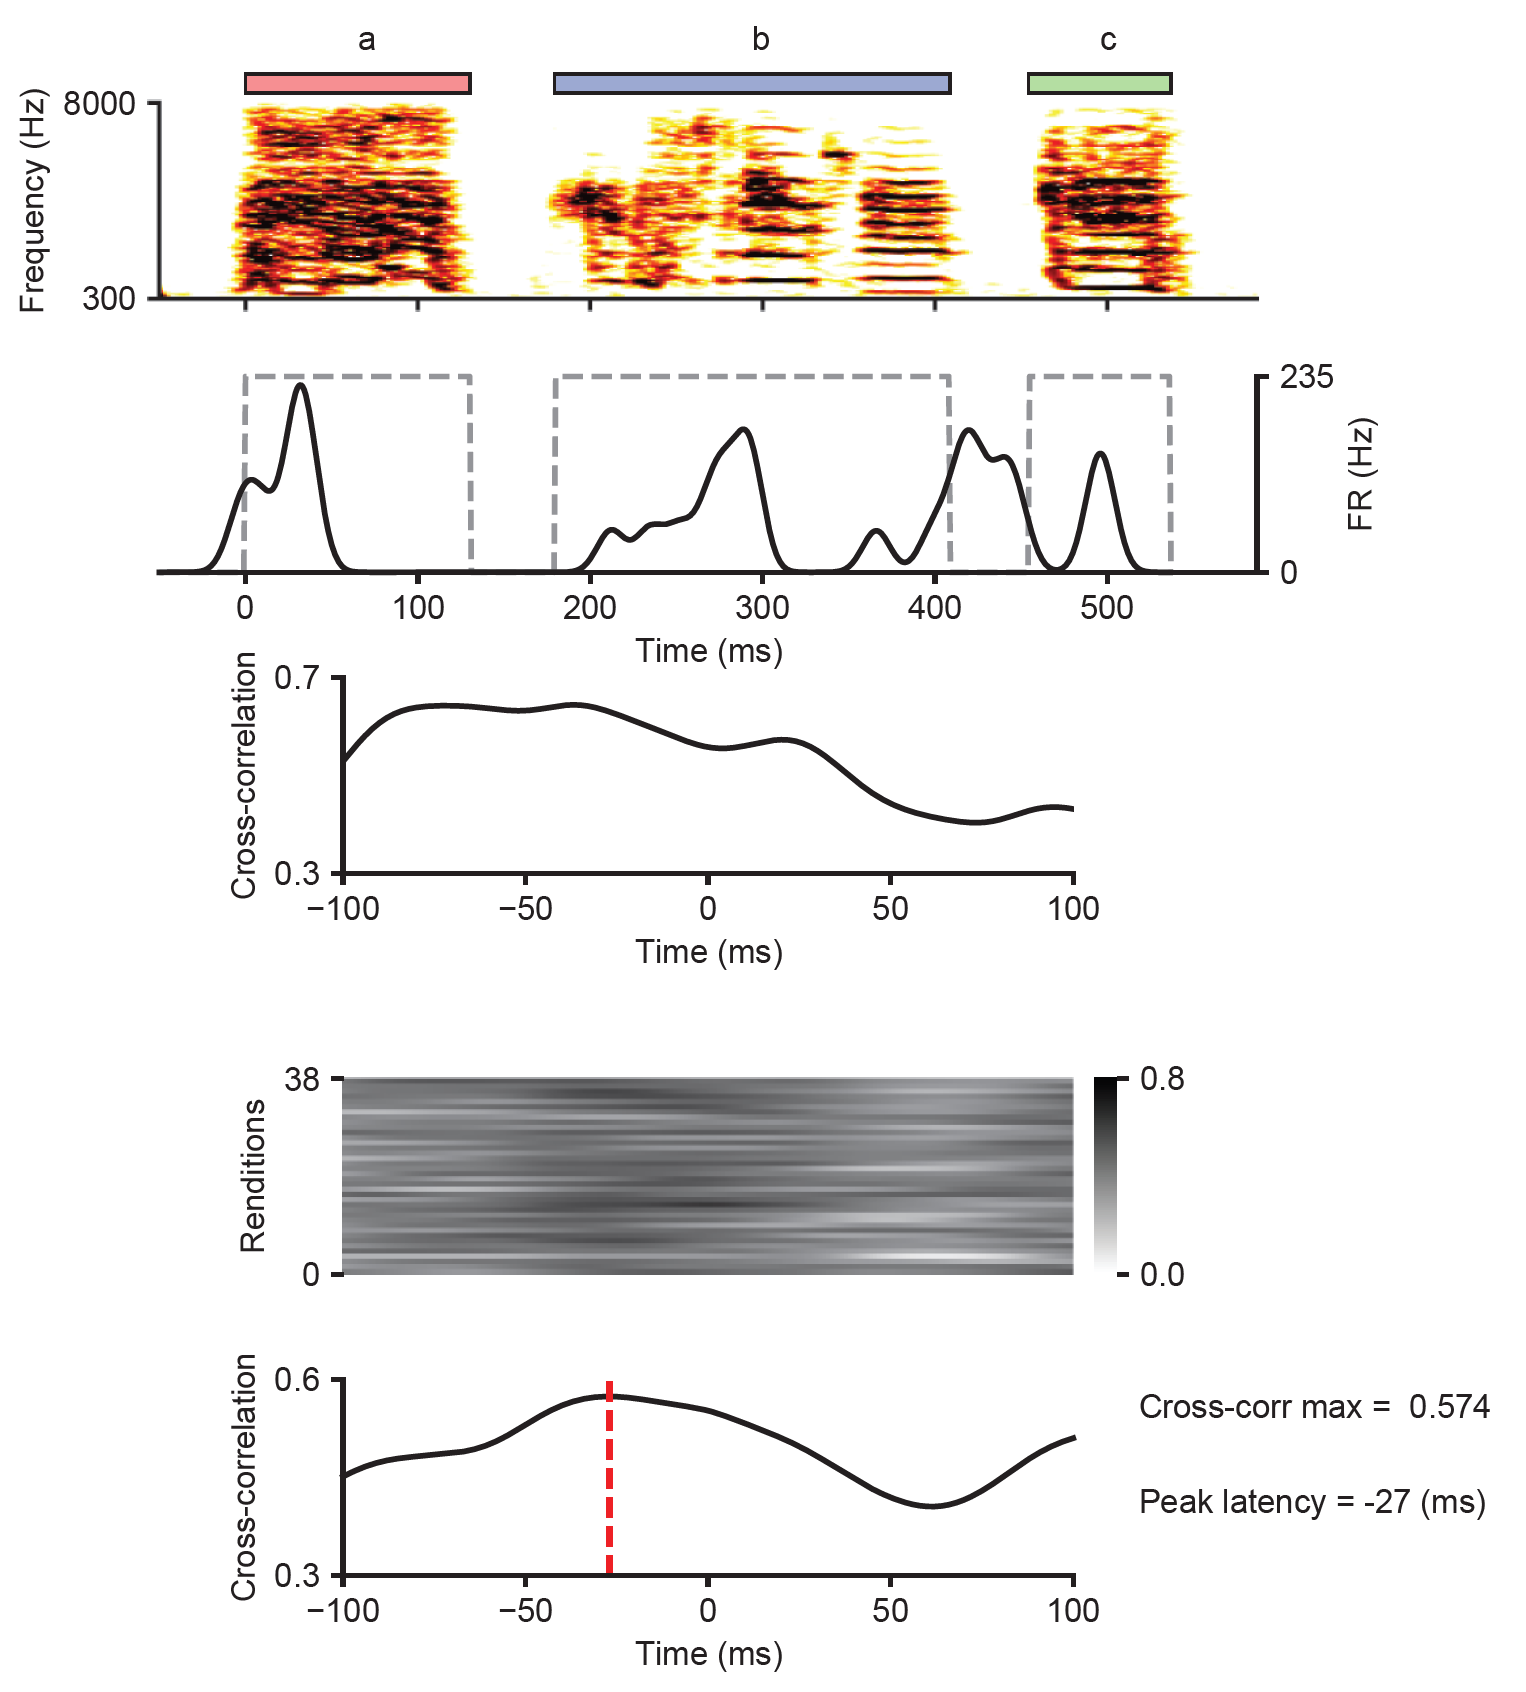 a b c
Frequency (Hz)
8000
300
235
0
FR (Hz)
0 100 200 300 400 500
Time (ms)
Cross-correlation
0.7
0.3
−100 −50 0 50 100
Time (ms)
Renditions
38
0
0.8
0.0
Cross-correlation
0.6
0.3
Cross-corr max = 0.574
Peak latency = -27 (ms)
−100 −50 0 50 100
Time (ms)